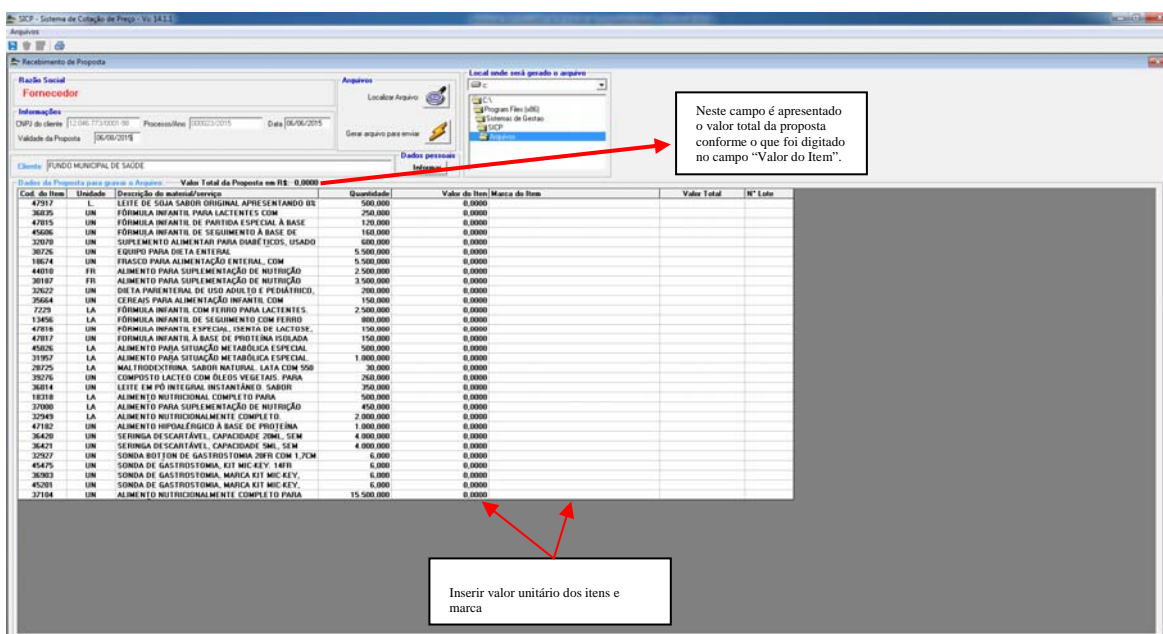 SICP - Sistema de Cotação de Preço - Vs: 14.1.1
Arquivos
Recebimento de Proposta
Razão Social
Fornecedor
Informações
CNPJ do cliente 12.046.773/0001-90 Processo/Ano 000023/2015 Data 06/06/2015
Validade da Proposta 06/08/2015
Cliente FUNDO MUNICIPAL DE SAÚDE
Arquivos
Localizar Arquivo
Gerar arquivo para enviar
Dados pessoais
Informar
Local onde será gerado o arquivo
c:
C:\
Program Files (x86)
Sistemas de Gestao
SICP
Arquivos
Neste campo é apresentado
o valor total da proposta
conforme o que foi digitado
no campo “Valor do Item”.
Dados da Proposta para gravar o Arquivo Valor Total da Proposta em R$: 0,0000
Cod. do Item Unidade Descrição do material/serviço Quantidade Valor do Item Marca do Item Valor Total N° Lote
47917 L. LEITE DE SOJA SABOR ORIGINAL APRESENTANDO 0% 500,000 0,0000
36835 UN FÓRMULA INFANTIL PARA LACTENTES COM 250,000 0,0000
47815 UN FÓRMULA INFANTIL DE PARTIDA ESPECIAL À BASE 120,000 0,0000
45606 UN FÓRMULA INFANTIL DE SEGUIMENTO À BASE DE 160,000 0,0000
32070 UN SUPLEMENTO ALIMENTAR PARA DIABÉTICOS, USADO 600,000 0,0000
30726 UN EQUIPO PARA DIETA ENTERAL 5.500,000 0,0000
18674 UN FRASCO PARA ALIMENTAÇÃO ENTERAL, COM 5.500,000 0,0000
44010 FR ALIMENTO PARA SUPLEMENTAÇÃO DE NUTRIÇÃO 2.500,000 0,0000
30187 FR ALIMENTO PARA SUPLEMENTAÇÃO DE NUTRIÇÃO 3.500,000 0,0000
32622 UN DIETA PARENTERAL DE USO ADULTO E PEDIÁTRICO, 200,000 0,0000
35664 UN CEREAIS PARA ALIMENTAÇÃO INFANTIL COM 150,000 0,0000
7229 LA FÓRMULA INFANTIL COM FERRO PARA LACTENTES. 2.500,000 0,0000
13456 LA FÓRMULA INFANTIL DE SEGUIMENTO COM FERRO 800,000 0,0000
47816 UN FÓRMULA INFANTIL ESPECIAL, ISENTA DE LACTOSE, 150,000 0,0000
47817 UN FORMULA INFANTIL À BASE DE PROTEÍNA ISOLADA 150,000 0,0000
45026 LA ALIMENTO PARA SITUAÇÃO METABÓLICA ESPECIAL 500,000 0,0000
31957 LA ALIMENTO PARA SITUAÇÃO METABÓLICA ESPECIAL. 1.000,000 0,0000
28725 LA MALTRODEXTRINA. SABOR NATURAL. LATA COM 550 30,000 0,0000
39276 UN COMPOSTO LACTEO COM ÓLEOS VEGETAIS. PARA 260,000 0,0000
36814 UN LEITE EM PÓ INTEGRAL INSTANTÂNEO. SABOR 350,000 0,0000
18318 LA ALIMENTO NUTRICIONAL COMPLETO PARA 500,000 0,0000
37000 LA ALIMENTO PARA SUPLEMENTAÇÃO DE NUTRIÇÃO 450,000 0,0000
32949 LA ALIMENTO NUTRICIONALMENTE COMPLETO. 2.000,000 0,0000
47182 UN ALIMENTO HIPOALÉRGICO À BASE DE PROTEÍNA 1.000,000 0,0000
36420 UN SERINGA DESCARTÁVEL, CAPACIDADE 20ML, SEM 4.000,000 0,0000
36421 UN SERINGA DESCARTÁVEL, CAPACIDADE 5ML, SEM 4.000,000 0,0000
32927 UN SONDA BOTTON DE GASTROSTOMIA 20FR COM 1,7CM 6,000 0,0000
45475 UN SONDA DE GASTROSTOMIA, KIT MIC-KEY. 14FR 6,000 0,0000
36903 UN SONDA DE GASTROSTOMIA, MARCA KIT MIC-KEY, 6,000 0,0000
45201 UN SONDA DE GASTROSTOMIA, MARCA KIT MIC-KEY, 6,000 0,0000
37104 UN ALIMENTO NUTRICIONALMENTE COMPLETO PARA 15.500,000 0,0000
Inserir valor unitário dos itens e
marca